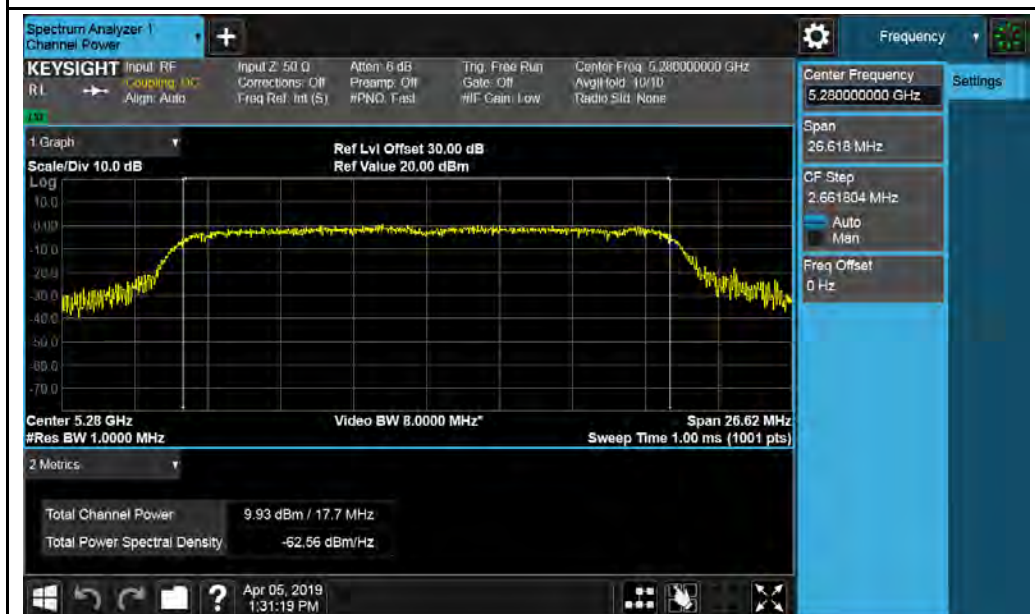 Spectrum Analyzer 1
Channel Power
Frequency
KEYSIGHT
Input: RF
Coupling: DC
Align: Auto
Input Z: 50 Ω
Corrections: Off
Freq Ref: Int (S)
Atten: 6 dB
Preamp: Off
#PNO: Fast
Trig: Free Run
Gate: Off
#IF Gain: Low
Center Freq: 5.280000000 GHz
Avg|Hold: 10/10
Radio Std: None
Center Frequency
5.280000000 GHz
Settings
Span
26.618 MHz
CF Step
2.661804 MHz
Auto
Man
Freq Offset
0 Hz
1 Graph
Scale/Div 10.0 dB
Ref Lvl Offset 30.00 dB
Ref Value 20.00 dBm
Log
10.0
0.00
-10.0
-20.0
-30.0
-40.0
-50.0
-60.0
-70.0
Center 5.28 GHz
#Res BW 1.0000 MHz
Video BW 8.0000 MHz*
Span 26.62 MHz
Sweep Time 1.00 ms (1001 pts)
2 Metrics
Total Channel Power 9.93 dBm / 17.7 MHz
Total Power Spectral Density -62.56 dBm/Hz
Apr 05, 2019
1:31:19 PM